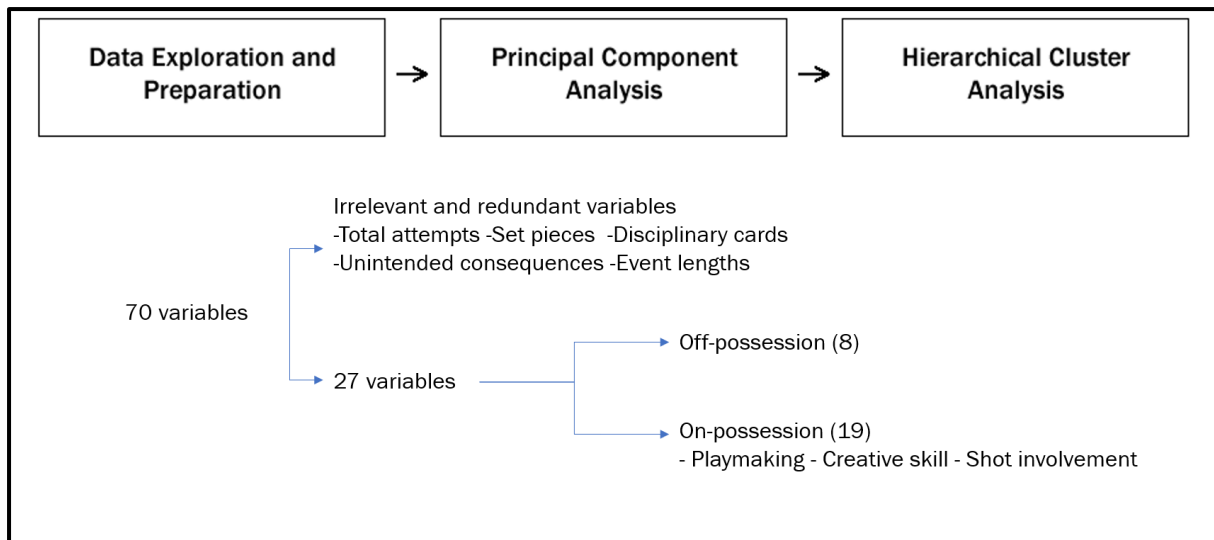 Data Exploration and
Preparation
Principal Component
Analysis
Hierarchical Cluster
Analysis
Irrelevant and redundant variables
-Total attempts -Set pieces -Disciplinary cards
-Unintended consequences -Event lengths
70 variables
Off-possession (8)
27 variables
On-possession (19)
- Playmaking - Creative skill - Shot involvement